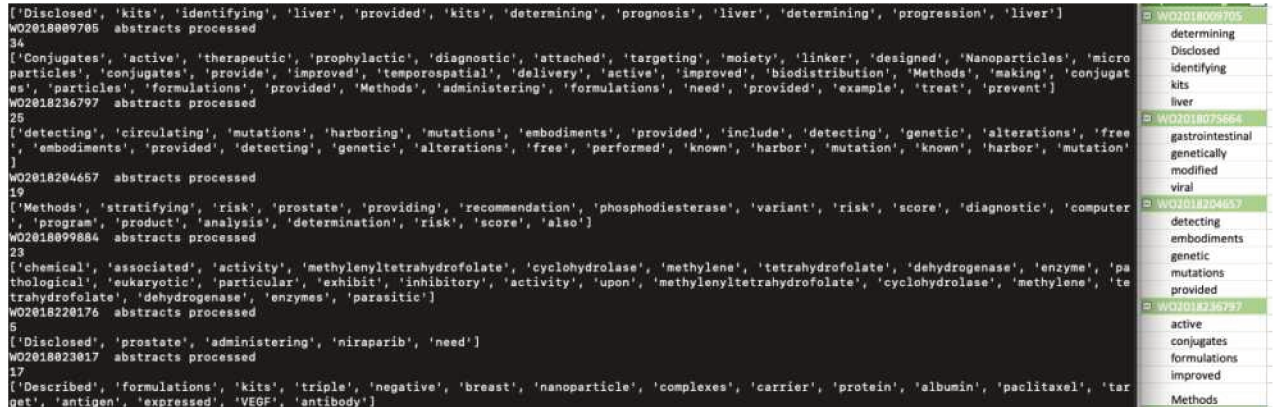 ['Disclosed', 'kits', 'identifying', 'liver', 'provided', 'kits', 'determining', 'prognosis', 'liver', 'determining', 'progression', 'liver']
WO2018009705  abstracts processed
34
['Conjugates', 'active', 'therapeutic', 'prophylactic', 'diagnostic', 'attached', 'targeting', 'moiety', 'linker', 'designed', 'Nanoparticles', 'micro
particles', 'conjugates', 'provide', 'improved', 'temporospatial', 'delivery', 'active', 'improved', 'biodistribution', 'Methods', 'making', 'conjugat
es', 'particles', 'formulations', 'provided', 'Methods', 'administering', 'formulations', 'need', 'provided', 'example', 'treat', 'prevent']
WO2018236797  abstracts processed
25
['detecting', 'circulating', 'mutations', 'harboring', 'mutations', 'embodiments', 'provided', 'include', 'detecting', 'genetic', 'alterations', 'free
', 'embodiments', 'provided', 'detecting', 'genetic', 'alterations', 'free', 'performed', 'known', 'harbor', 'mutation', 'known', 'harbor', 'mutation'
]
WO2018204657  abstracts processed
19
['Methods', 'stratifying', 'risk', 'prostate', 'providing', 'recommendation', 'phosphodiesterase', 'variant', 'risk', 'score', 'diagnostic', 'computer
', 'program', 'product', 'analysis', 'determination', 'risk', 'score', 'also']
WO2018099884  abstracts processed
23
['chemical', 'associated', 'activity', 'methylenyltetrahydrofolate', 'cyclohydrolase', 'methylene', 'tetrahydrofolate', 'dehydrogenase', 'enzyme', 'pa
thological', 'eukaryotic', 'particular', 'exhibit', 'inhibitory', 'activity', 'upon', 'methylenyltetrahydrofolate', 'cyclohydrolase', 'methylene', 'te
trahydrofolate', 'dehydrogenase', 'enzymes', 'parasitic']
WO2018220176  abstracts processed
5
['Disclosed', 'prostate', 'administering', 'niraparib', 'need']
WO2018023017  abstracts processed
17
['Described', 'formulations', 'kits', 'triple', 'negative', 'breast', 'nanoparticle', 'complexes', 'carrier', 'protein', 'albumin', 'paclitaxel', 'tar
get', 'antigen', 'expressed', 'VEGF', 'antibody']
WO2018009705
determining
Disclosed
identifying
kits
liver
WO2018075664
gastrointestinal
genetically
modified
viral
WO2018204657
detecting
embodiments
genetic
mutations
provided
WO2018236797
active
conjugates
formulations
improved
Methods